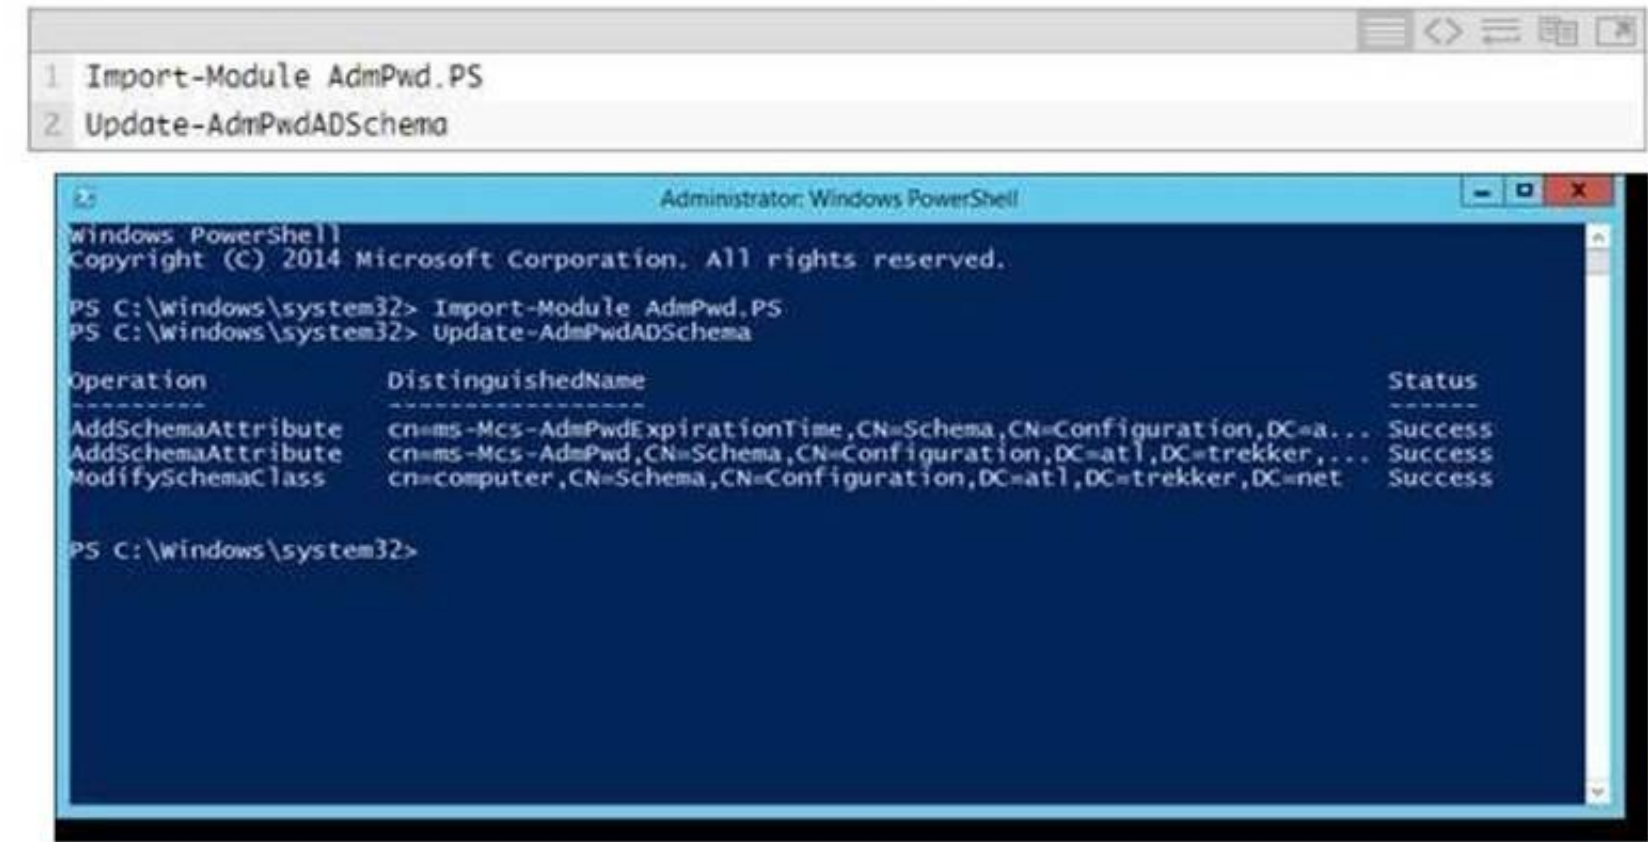 1 Import-Module AdmPwd.PS
2 Update-AdmPwdADSchema
Administrator: Windows PowerShell
Windows PowerShell
Copyright (C) 2014 Microsoft Corporation. All rights reserved.
PS C:\Windows\system32> Import-Module AdmPwd.PS
PS C:\Windows\system32> Update-AdmPwdADSchema
Operation DistinguishedName Status
--------- ----------------- ------
AddSchemaAttribute cn=ms-Mcs-AdmPwdExpirationTime,CN=Schema,CN=Configuration,DC=a... Success
AddSchemaAttribute cn=ms-Mcs-AdmPwd,CN=Schema,CN=Configuration,DC=atl,DC=trekker,... Success
ModifySchemaClass cn=computer,CN=Schema,CN=Configuration,DC=atl,DC=trekker,DC=net Success
PS C:\Windows\system32>